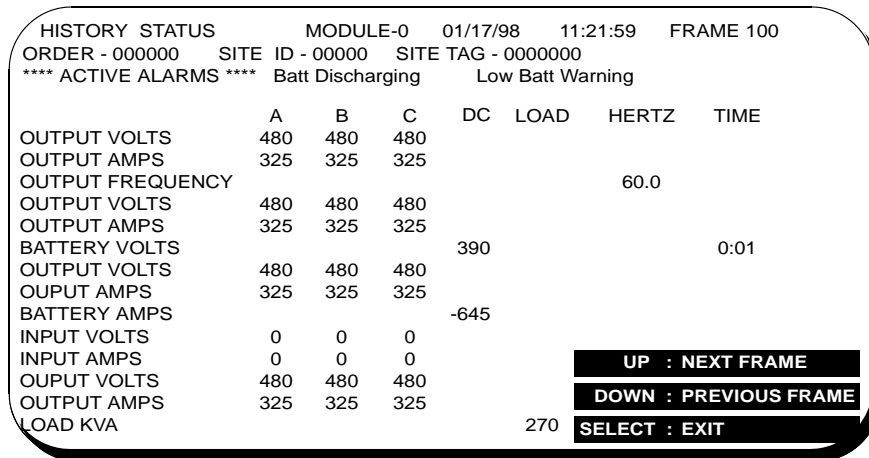 HISTORY STATUS MODULE-0 01/17/98 11:21:59 FRAME 100
ORDER - 000000 SITE ID - 00000 SITE TAG - 0000000
**** ACTIVE ALARMS **** Batt Discharging Low Batt Warning
A B C DC LOAD HERTZ TIME
OUTPUT VOLTS 480 480 480
OUTPUT AMPS 325 325 325
OUTPUT FREQUENCY 60.0
OUTPUT VOLTS 480 480 480
OUTPUT AMPS 325 325 325
BATTERY VOLTS 390 0:01
OUTPUT VOLTS 480 480 480
OUPUT AMPS 325 325 325
BATTERY AMPS -645
INPUT VOLTS 0 0 0
INPUT AMPS 0 0 0 UP : NEXT FRAME
OUPUT VOLTS 480 480 480
OUTPUT AMPS 325 325 325 DOWN : PREVIOUS FRAME
LOAD KVA 270 SELECT : EXIT